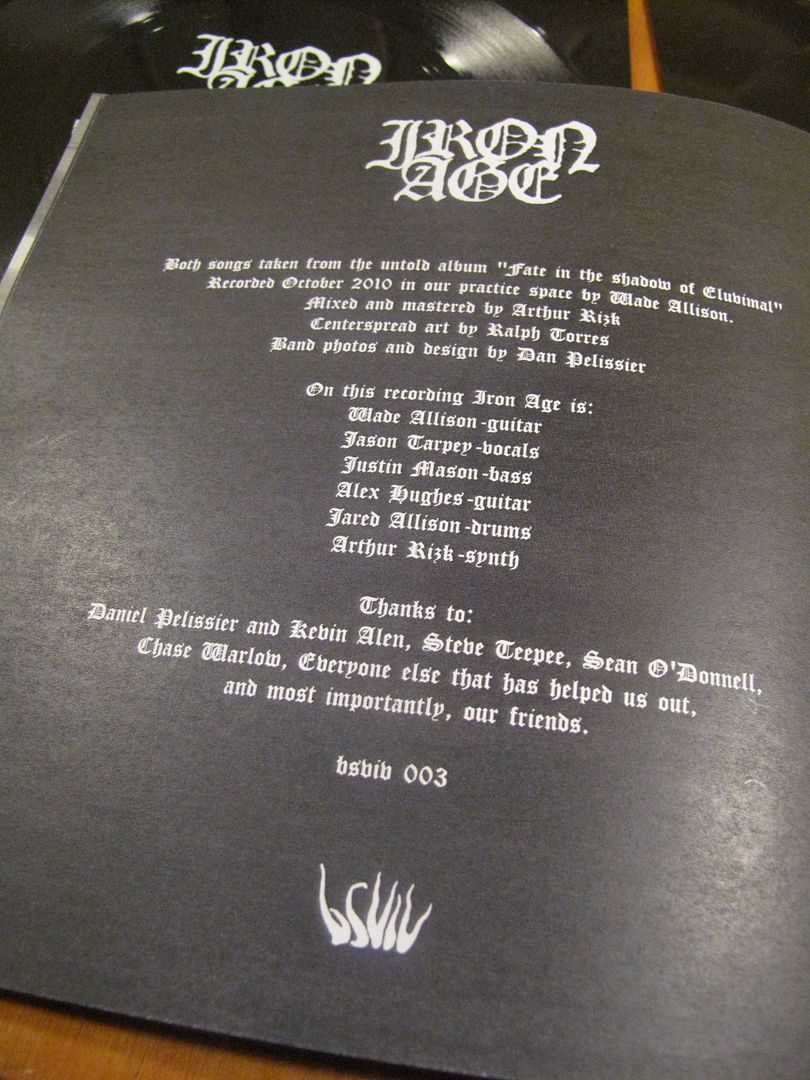 IRON
AGE
IRON
AGE
Both songs taken from the untold album "Fate in the shadow of Elubimal"
Recorded October 2010 in our practice space by Wade Allison.
Mixed and mastered by Arthur Rizk
Centerspread art by Ralph Torres
Band photos and design by Dan Pelissier
On this recording Iron Age is:
Wade Allison-guitar
Jason Tarpey-vocals
Justin Mason-bass
Alex Hughes-guitar
Jared Allison-drums
Arthur Rizk-synth
Thanks to:
Daniel Pelissier and Kevin Alen, Steve Teepee, Sean O'Donnell,
Chase Warlow, Everyone else that has helped us out,
and most importantly, our friends.
bsviv 003
bsviv